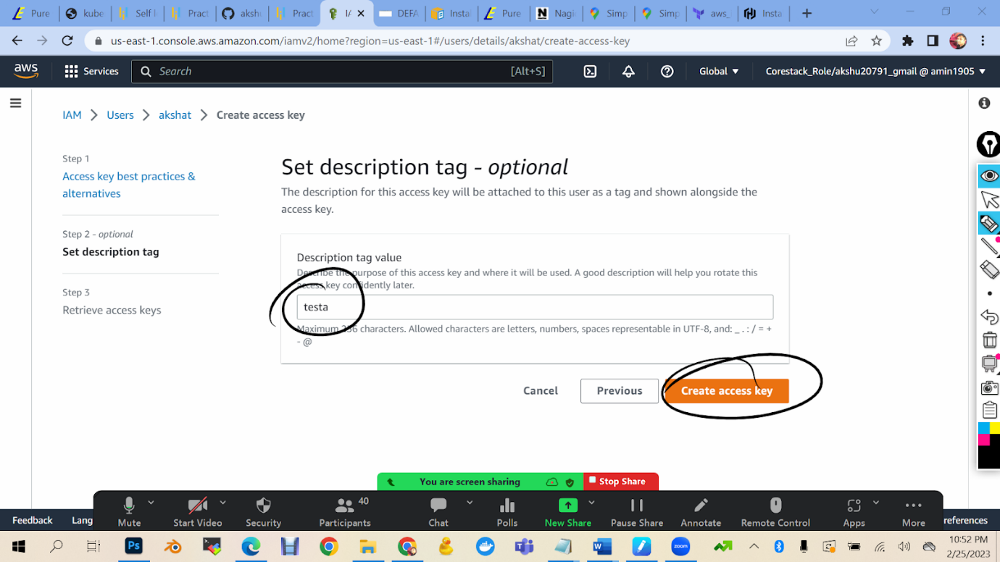 Pure
kube
Self l
Pract
akshu
Pract
IA
DEFA
Instal
Pure
Nagi
Simp
Simp
aws_
Insta
us-east-1.console.aws.amazon.com/iamv2/home?region=us-east-1#/users/details/akshat/create-access-key
aws
Services
Search
[Alt+S]
Global
Corestack_Role/akshu20791_gmail @ amin1905
IAM > Users > akshat > Create access key
Step 1
Access key best practices &
alternatives
Step 2 - optional
Set description tag
Step 3
Retrieve access keys
Set description tag - optional
The description for this access key will be attached to this user as a tag and shown alongside the
access key.
Description tag value
Describe the purpose of this access key and where it will be used. A good description will help you rotate this
access key confidently later.
testa
Maximum 256 characters. Allowed characters are letters, numbers, spaces representable in UTF-8, and: _ . : / = +
- @
Cancel
Previous
Create access key
You are screen sharing
Stop Share
Feedback
Lang
Mute
Start Video
Security
40
Participants
Chat
Polls
New Share
Pause Share
Annotate
Remote Control
Apps
More
references
Ps
zoom
10:52 PM
2/25/2023